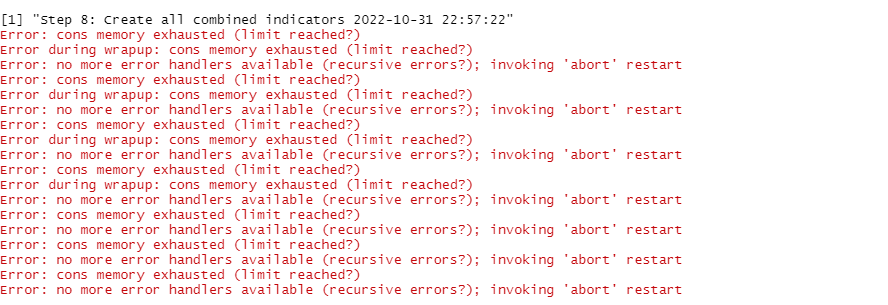 [1] "Step 8: Create all combined indicators 2022-10-31 22:57:22"
Error: cons memory exhausted (limit reached?)
Error during wrapup: cons memory exhausted (limit reached?)
Error: no more error handlers available (recursive errors?); invoking 'abort' restart
Error: cons memory exhausted (limit reached?)
Error during wrapup: cons memory exhausted (limit reached?)
Error: no more error handlers available (recursive errors?); invoking 'abort' restart
Error: cons memory exhausted (limit reached?)
Error during wrapup: cons memory exhausted (limit reached?)
Error: no more error handlers available (recursive errors?); invoking 'abort' restart
Error: cons memory exhausted (limit reached?)
Error during wrapup: cons memory exhausted (limit reached?)
Error: no more error handlers available (recursive errors?); invoking 'abort' restart
Error: cons memory exhausted (limit reached?)
Error: no more error handlers available (recursive errors?); invoking 'abort' restart
Error: cons memory exhausted (limit reached?)
Error: no more error handlers available (recursive errors?); invoking 'abort' restart
Error: cons memory exhausted (limit reached?)
Error: no more error handlers available (recursive errors?); invoking 'abort' restart